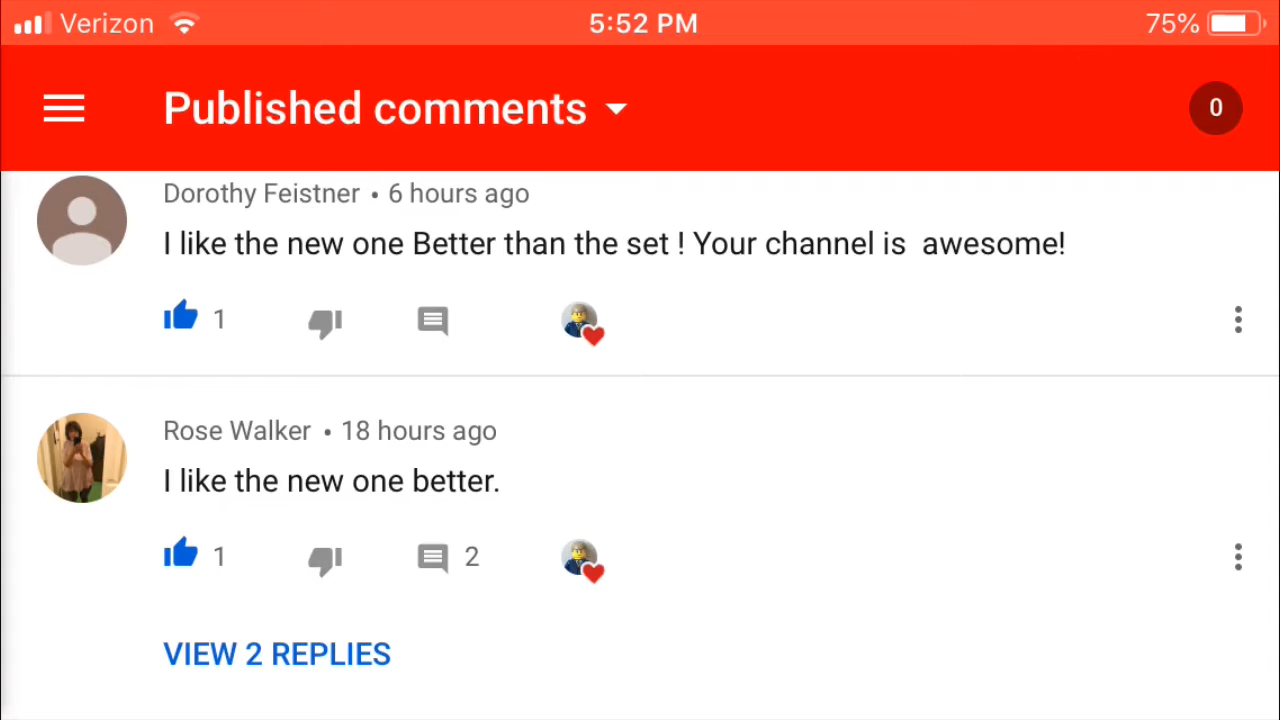 Verizon 5:52 PM 75%
Published comments 0
Dorothy Feistner • 6 hours ago
I like the new one Better than the set ! Your channel is  awesome!
1
Rose Walker • 18 hours ago
I like the new one better.
1 2
VIEW 2 REPLIES